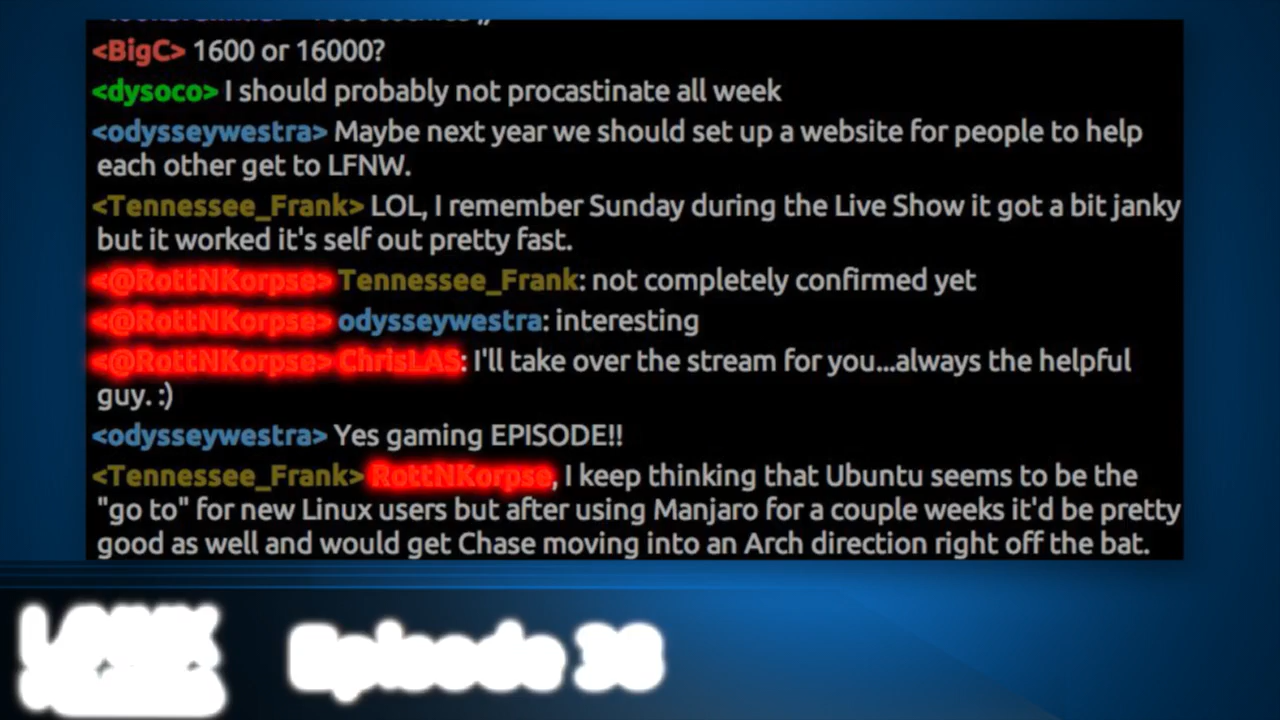 <BigC> 1600 or 16000?
<dysoco> I should probably not procastinate all week
<odysseywestra> Maybe next year we should set up a website for people to help
each other get to LFNW.
<Tennessee_Frank> LOL, I remember Sunday during the Live Show it got a bit janky
but it worked it's self out pretty fast.
<@RottNKorpse> Tennessee_Frank: not completely confirmed yet
<@RottNKorpse> odysseywestra: interesting
<@RottNKorpse> ChrisLAS: I'll take over the stream for you...always the helpful
guy. :)
<odysseywestra> Yes gaming EPISODE!!
<Tennessee_Frank> RottNKorpse, I keep thinking that Ubuntu seems to be the
"go to" for new Linux users but after using Manjaro for a couple weeks it'd be pretty
good as well and would get Chase moving into an Arch direction right off the bat.
Episode